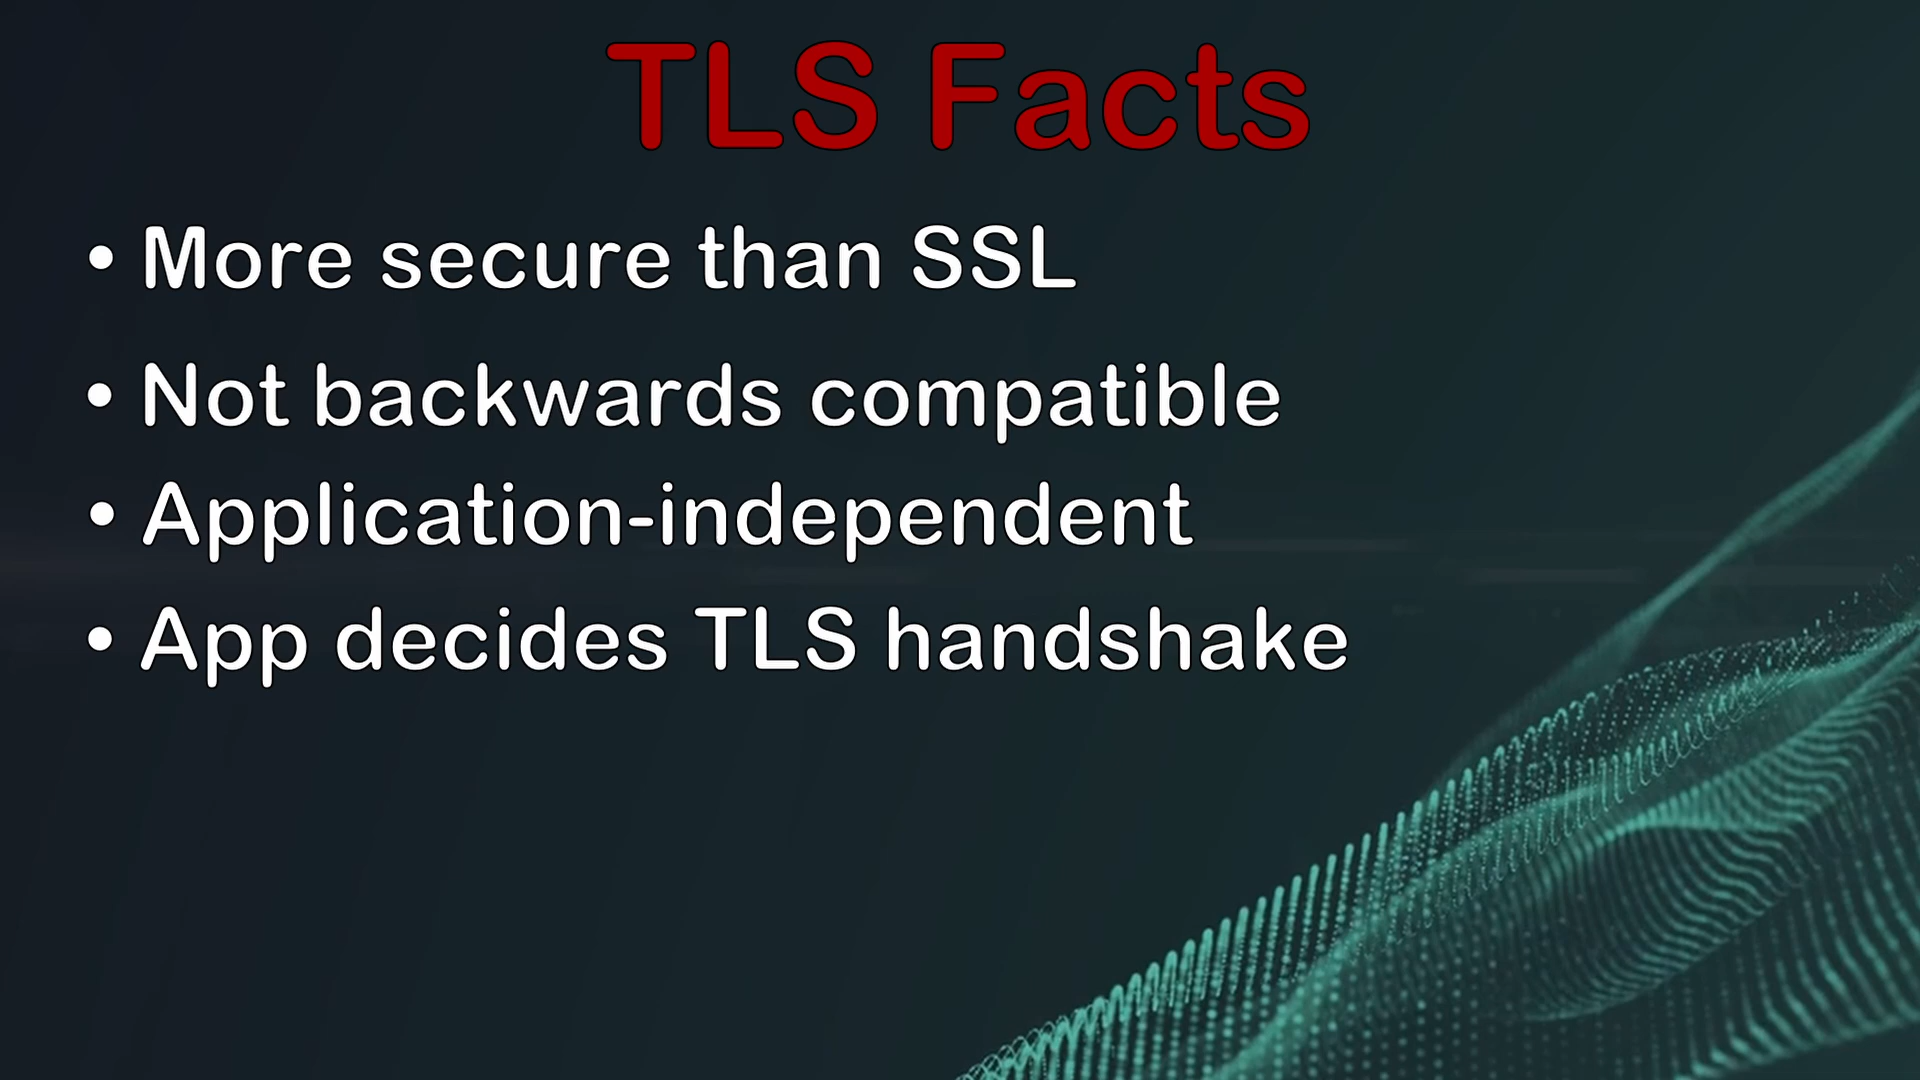 TLS Facts
• More secure than SSL
• Not backwards compatible
• Application-independent
• App decides TLS handshake